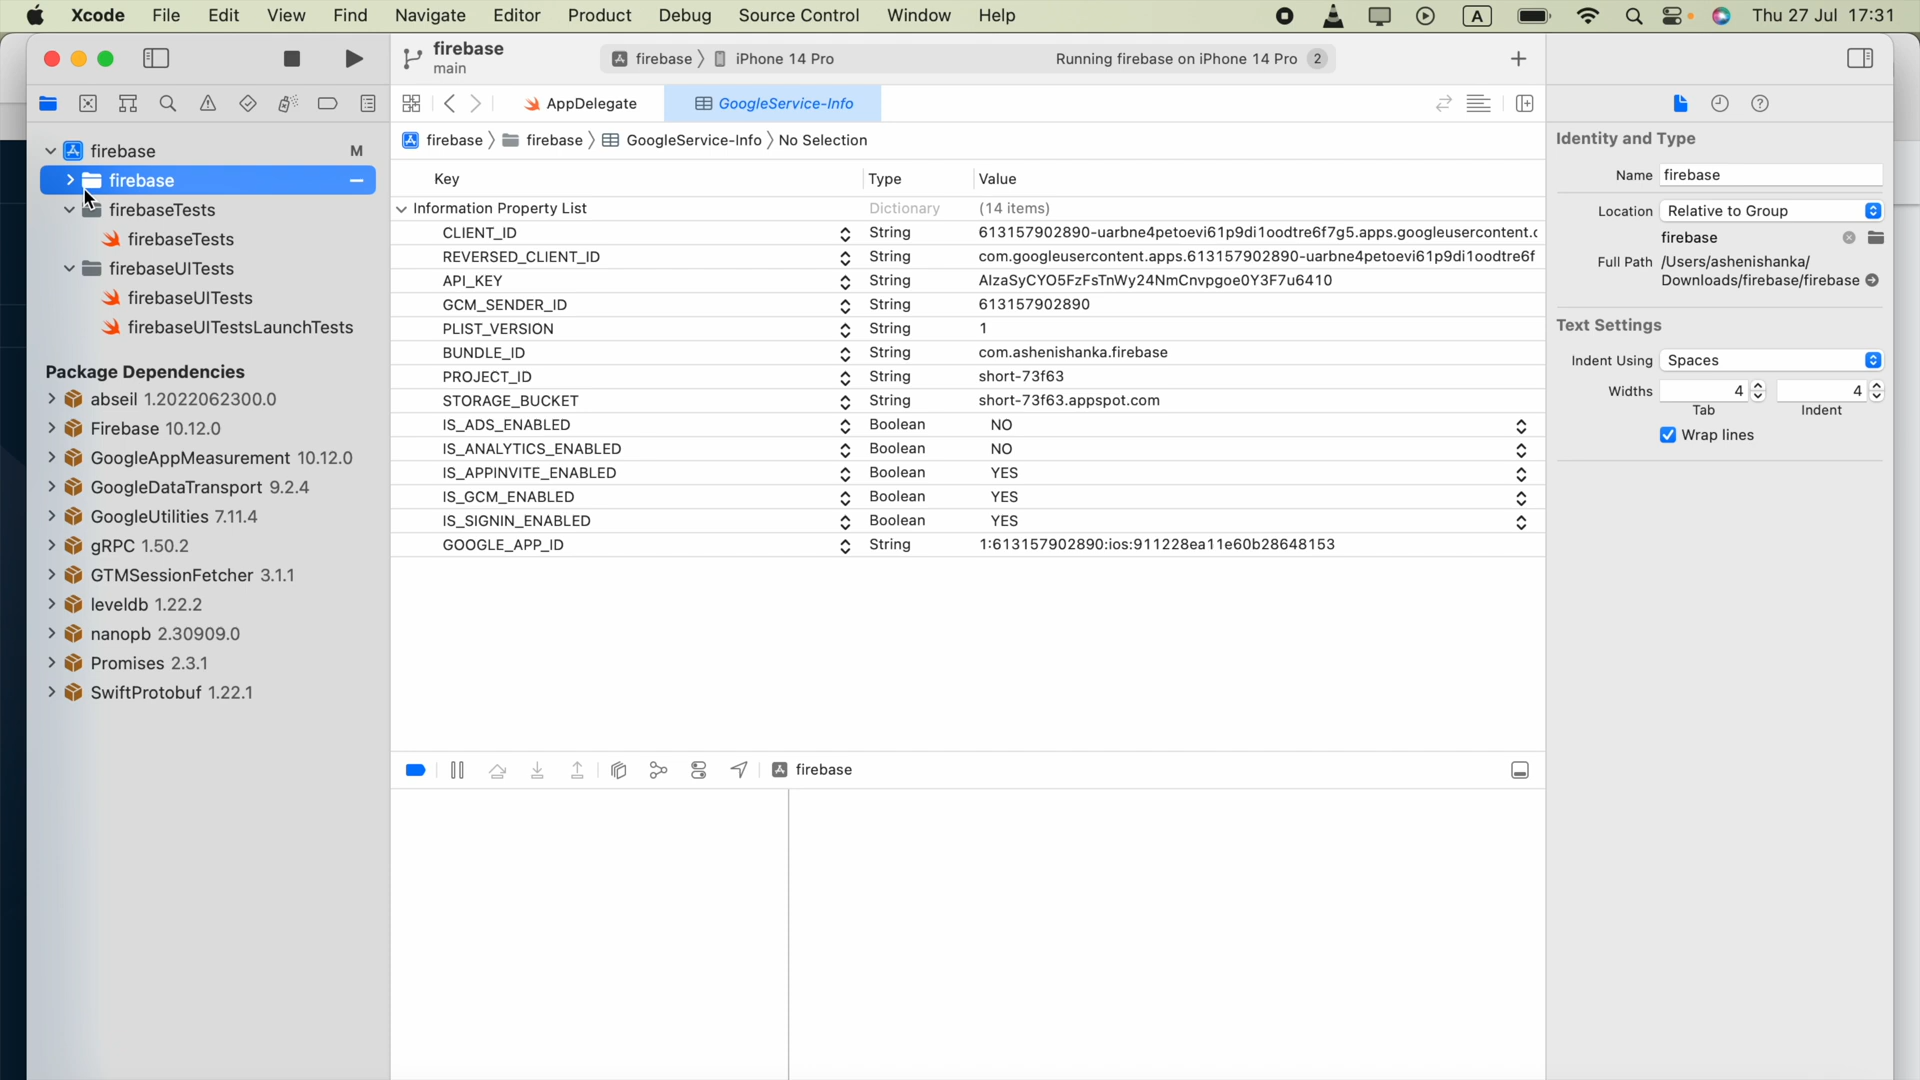 Xcode File Edit View Find Navigate Editor Product Debug Source Control Window Help A Thu 27 Jul 17:31
firebase
main
firebase iPhone 14 Pro Running firebase on iPhone 14 Pro 2
AppDelegate GoogleService-Info
firebase firebase GoogleService-Info No Selection
firebase M
firebase
firebaseTests
firebaseTests
firebaseUITests
firebaseUITests
firebaseUITestsLaunchTests
Package Dependencies
abseil 1.2022062300.0
Firebase 10.12.0
GoogleAppMeasurement 10.12.0
GoogleDataTransport 9.2.4
GoogleUtilities 7.11.4
gRPC 1.50.2
GTMSessionFetcher 3.1.1
leveldb 1.22.2
nanopb 2.30909.0
Promises 2.3.1
SwiftProtobuf 1.22.1
Key Type Value
Information Property List Dictionary (14 items)
CLIENT_ID String 613157902890-uarbne4petoevi61p9di1oodtre6f7g5.apps.googleusercontent.c
REVERSED_CLIENT_ID String com.googleusercontent.apps.613157902890-uarbne4petoevi61p9di1oodtre6f
API_KEY String AIzaSyCYO5FzFsTnWy24NmCnvpgoe0Y3F7u6410
GCM_SENDER_ID String 613157902890
PLIST_VERSION String 1
BUNDLE_ID String com.ashenishanka.firebase
PROJECT_ID String short-73f63
STORAGE_BUCKET String short-73f63.appspot.com
IS_ADS_ENABLED Boolean NO
IS_ANALYTICS_ENABLED Boolean NO
IS_APPINVITE_ENABLED Boolean YES
IS_GCM_ENABLED Boolean YES
IS_SIGNIN_ENABLED Boolean YES
GOOGLE_APP_ID String 1:613157902890:ios:911228ea11e60b28648153
firebase
Identity and Type
Name firebase
Location Relative to Group
firebase
Full Path /Users/ashenishanka/
Downloads/firebase/firebase
Text Settings
Indent Using Spaces
Widths 4 4
Tab Indent
Wrap lines